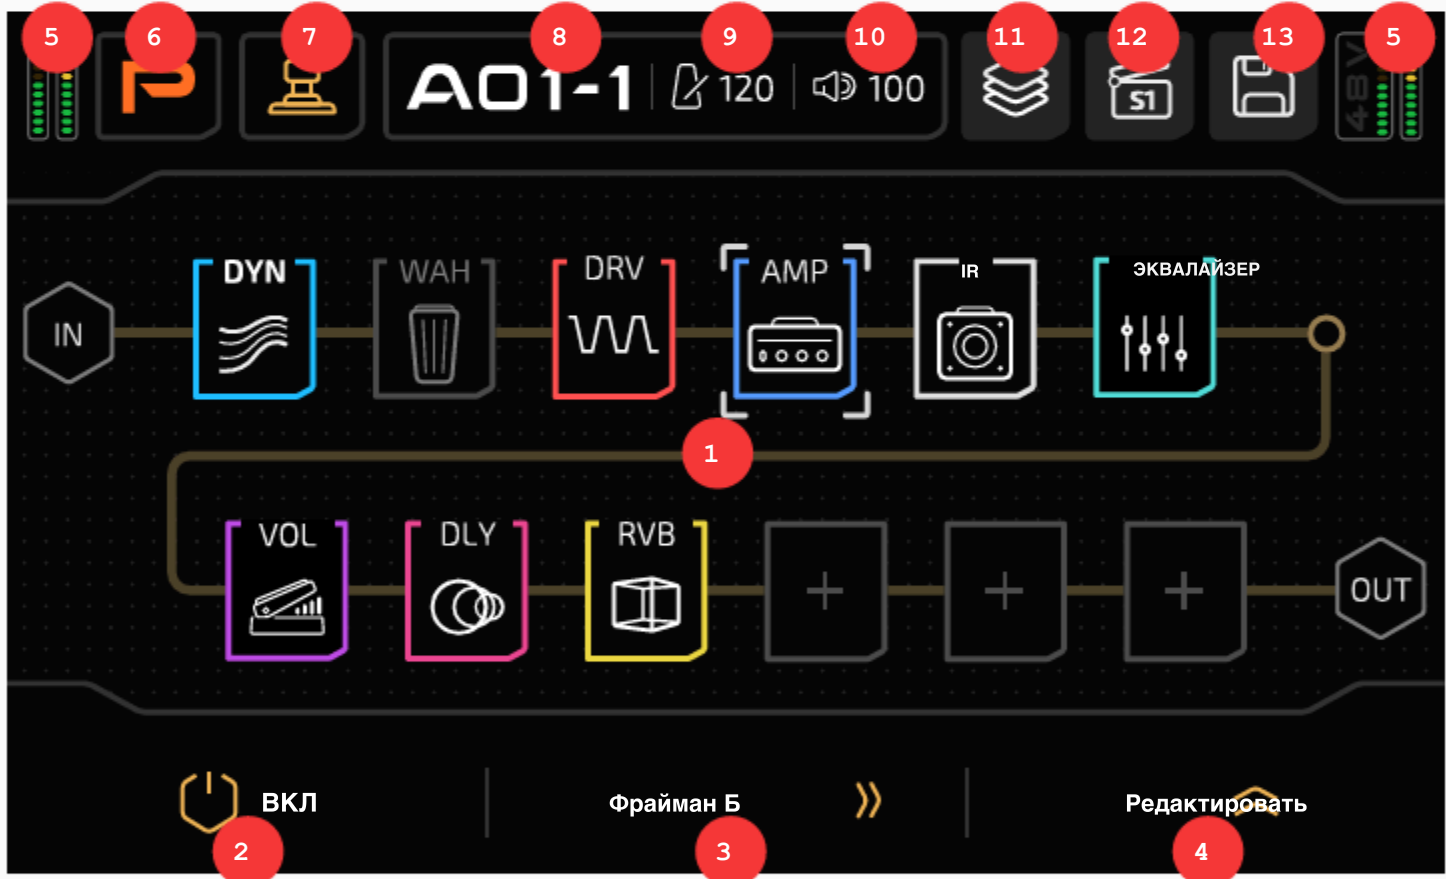 5 6 7 8 9 10 11 12 13 5
A01-1 120 100 S1 48V
DYN WAH DRV AMP IR ЭКВАЛАЙЗЕР
IN
1
VOL DLY RVB
+ + + OUT
ВКЛ Фрайман Б Редактировать
2 3 4